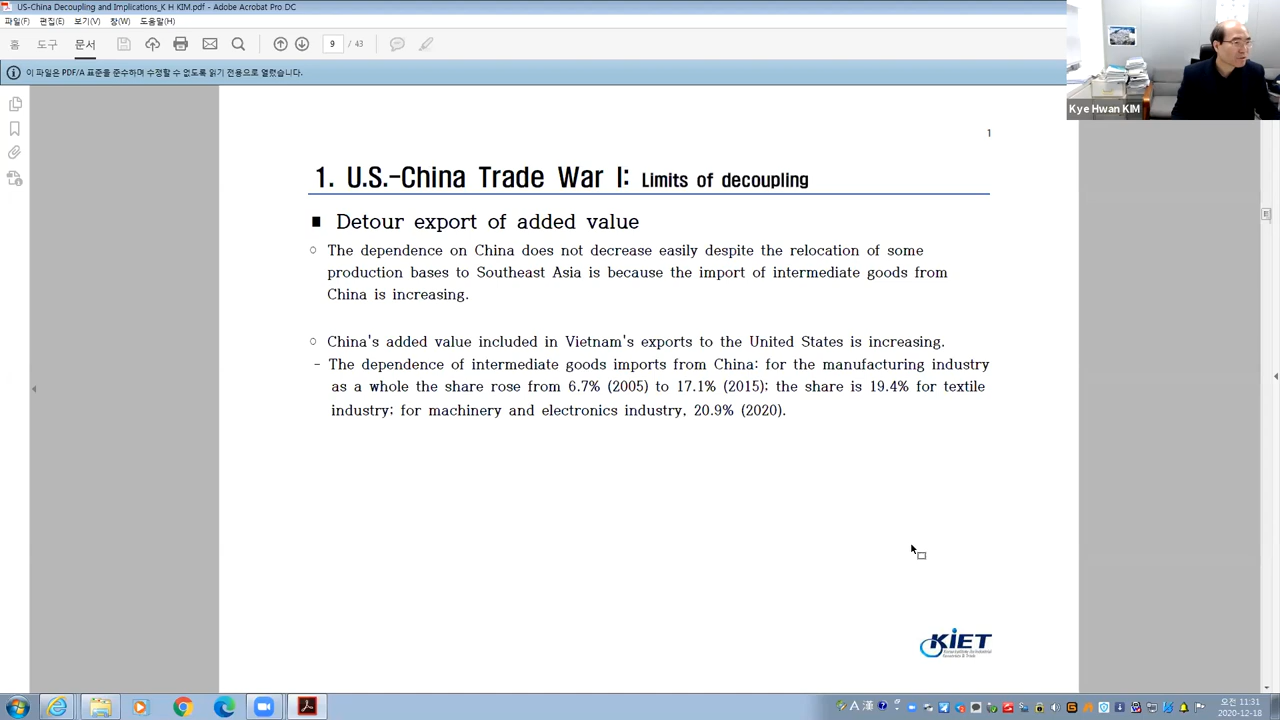 US-China Decoupling and Implications_K H KIM.pdf - Adobe Acrobat Pro DC
파일(F) 편집(E) 보기(V) 창(W) 도움말(H)
홈 도구 문서 9 / 43
이 파일은 PDF/A 표준을 준수하며 수정할 수 없도록 읽기 전용으로 열렸습니다.
Kye Hwan KIM
1
1. U.S.-China Trade War I: Limits of decoupling
■ Detour export of added value
○ The dependence on China does not decrease easily despite the relocation of some
production bases to Southeast Asia is because the import of intermediate goods from
China is increasing.
○ China's added value included in Vietnam's exports to the United States is increasing.
- The dependence of intermediate goods imports from China: for the manufacturing industry
as a whole the share rose from 6.7% (2005) to 17.1% (2015); the share is 19.4% for textile
industry; for machinery and electronics industry, 20.9% (2020).
KiET
A 漢
오전 11:31
2020-12-18